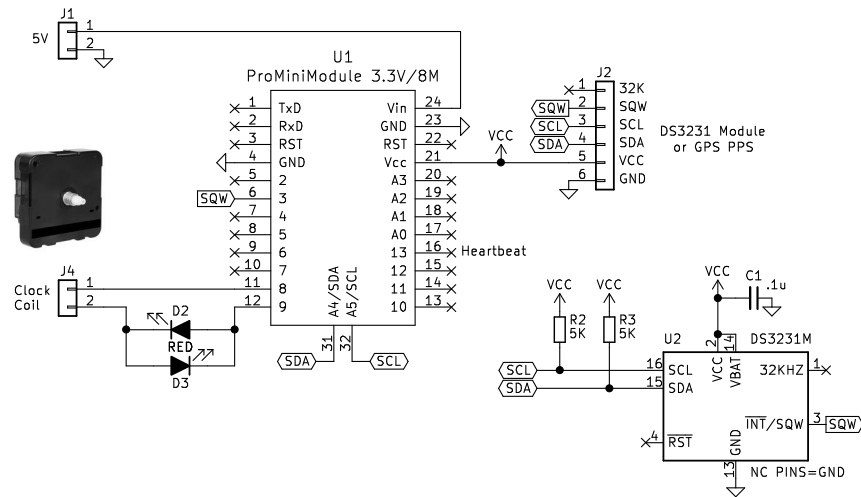 J1
5V
1
2
U1
ProMiniModule 3.3V/8M
1 TxD
2 RxD
3 RST
4 GND
5 2
SQW 6 3
7 4
8 5
9 6
10 7
11 8
12 9
Vin 24
GND 23
RST 22
Vcc 21
A3 20
A2 19
A1 18
A0 17
13 16 Heartbeat
12 15
11 14
10 13
A4/SDA
A5/SCL
31
32
SDA
SCL
J4
Clock
Coil
1
2
D2
RED
D3
VCC
J2
1 32K
SQW 2 SQW
SCL 3 SCL
SDA 4 SDA
5 VCC
6 GND
DS3231 Module
or GPS PPS
VCC
VCC
VCC
C1
.1u
R2
5K
R3
5K
U2
DS3231M
2
14
VCC
VBAT
SCL 16 SCL
SDA 15 SDA
4 RST
32KHZ 1
INT/SQW 3 SQW
GND
13
NC PINS=GND